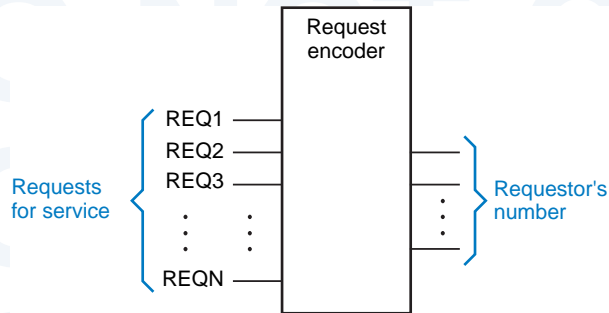 Request
encoder
REQ1
REQ2
REQ3
REQN
Requests
for service
Requestor's
number